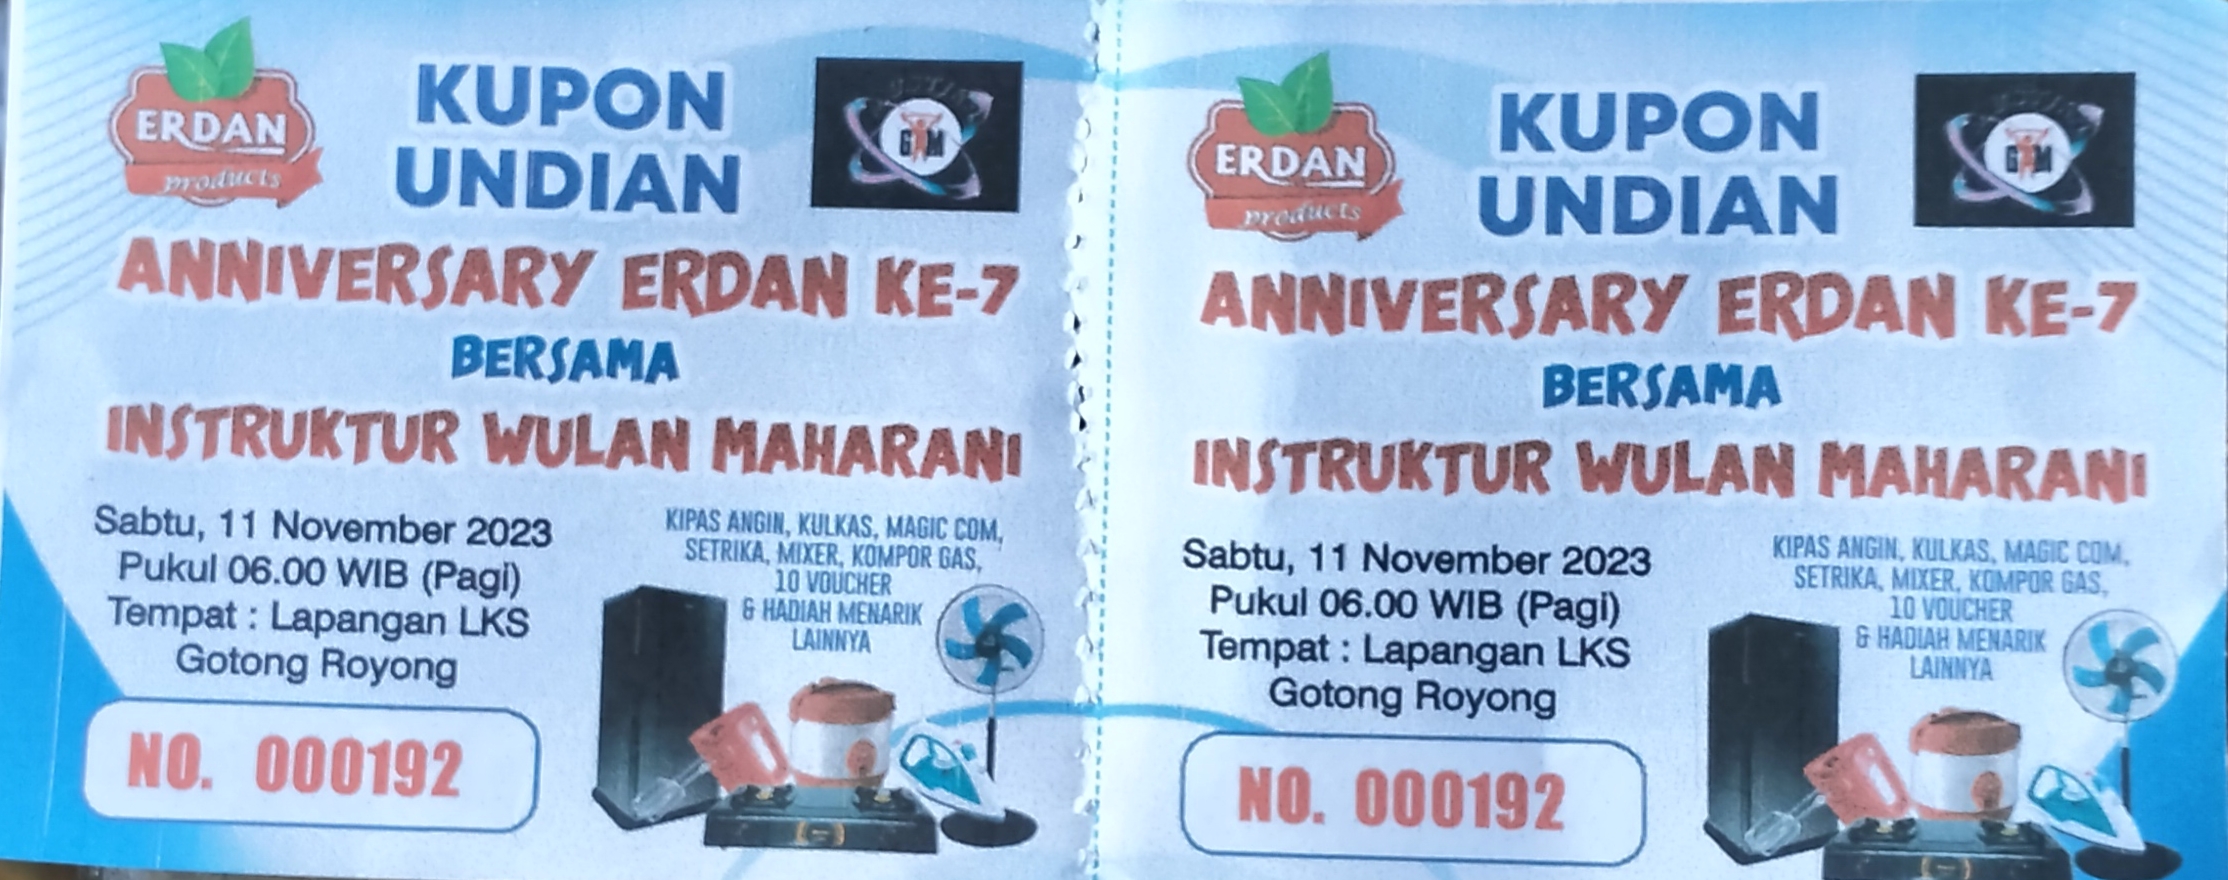 ERDAN
products
KUPON
UNDIAN
GYM
ANNIVERSARY ERDAN KE-7
BERSAMA
INSTRUKTUR WULAN MAHARANI
Sabtu, 11 November 2023
Pukul 06.00 WIB (Pagi)
Tempat : Lapangan LKS
Gotong Royong
KIPAS ANGIN, KULKAS, MAGIC COM,
SETRIKA, MIXER, KOMPOR GAS,
10 VOUCHER
& HADIAH MENARIK
LAINNYA
NO. 000192
ERDAN
products
KUPON
UNDIAN
GYM
ANNIVERSARY ERDAN KE-7
BERSAMA
INSTRUKTUR WULAN MAHARANI
Sabtu, 11 November 2023
Pukul 06.00 WIB (Pagi)
Tempat : Lapangan LKS
Gotong Royong
KIPAS ANGIN, KULKAS, MAGIC COM,
SETRIKA, MIXER, KOMPOR GAS,
10 VOUCHER
& HADIAH MENARIK
LAINNYA
NO. 000192